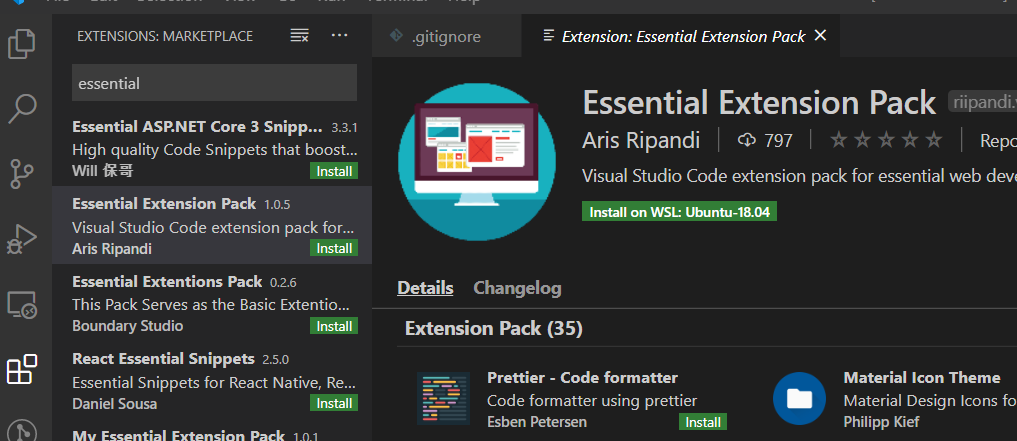 EXTENSIONS: MARKETPLACE
essential
Essential ASP.NET Core 3 Snipp... 3.3.1
High quality Code Snippets that boost...
Will 保哥 Install
Essential Extension Pack 1.0.5
Visual Studio Code extension pack for...
Aris Ripandi Install
Essential Extentions Pack 0.2.6
This Pack Serves as the Basic Extentio...
Boundary Studio Install
React Essential Snippets 2.5.0
Essential Snippets for React Native, Re...
Daniel Sousa Install
My Essential Extension Pack 1.0.1
.gitignore
Extension: Essential Extension Pack
Essential Extension Pack riipandi.v
Aris Ripandi 797 Repo
Visual Studio Code extension pack for essential web deve
Install on WSL: Ubuntu-18.04
Details Changelog
Extension Pack (35)
Prettier - Code formatter
Code formatter using prettier
Esben Petersen Install
Material Icon Theme
Material Design Icons fo
Philipp Kief